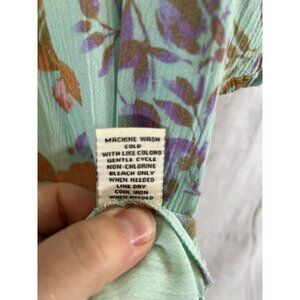 MACHINE WASH
COLD
WITH LIKE COLORS
GENTLE CYCLE
NON-CHLORINE
BLEACH ONLY
WHEN NEEDED
LINE DRY
COOL IRON
WHEN NEEDED